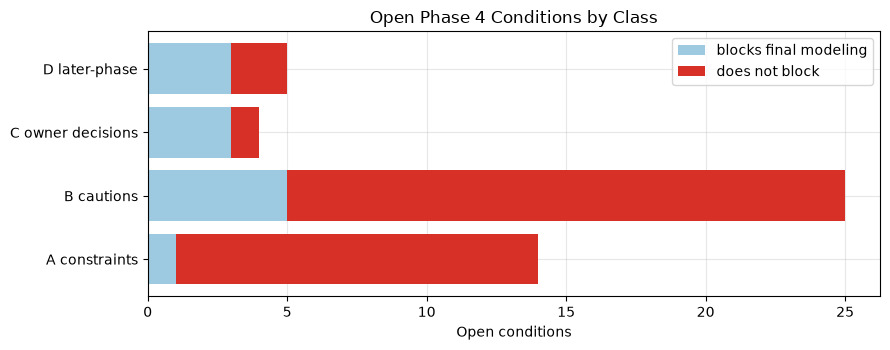 Open Phase 4 Conditions by Class
blocks final modeling
does not block
D later-phase
C owner decisions
B cautions
A constraints
0 5 10 15 20 25
Open conditions